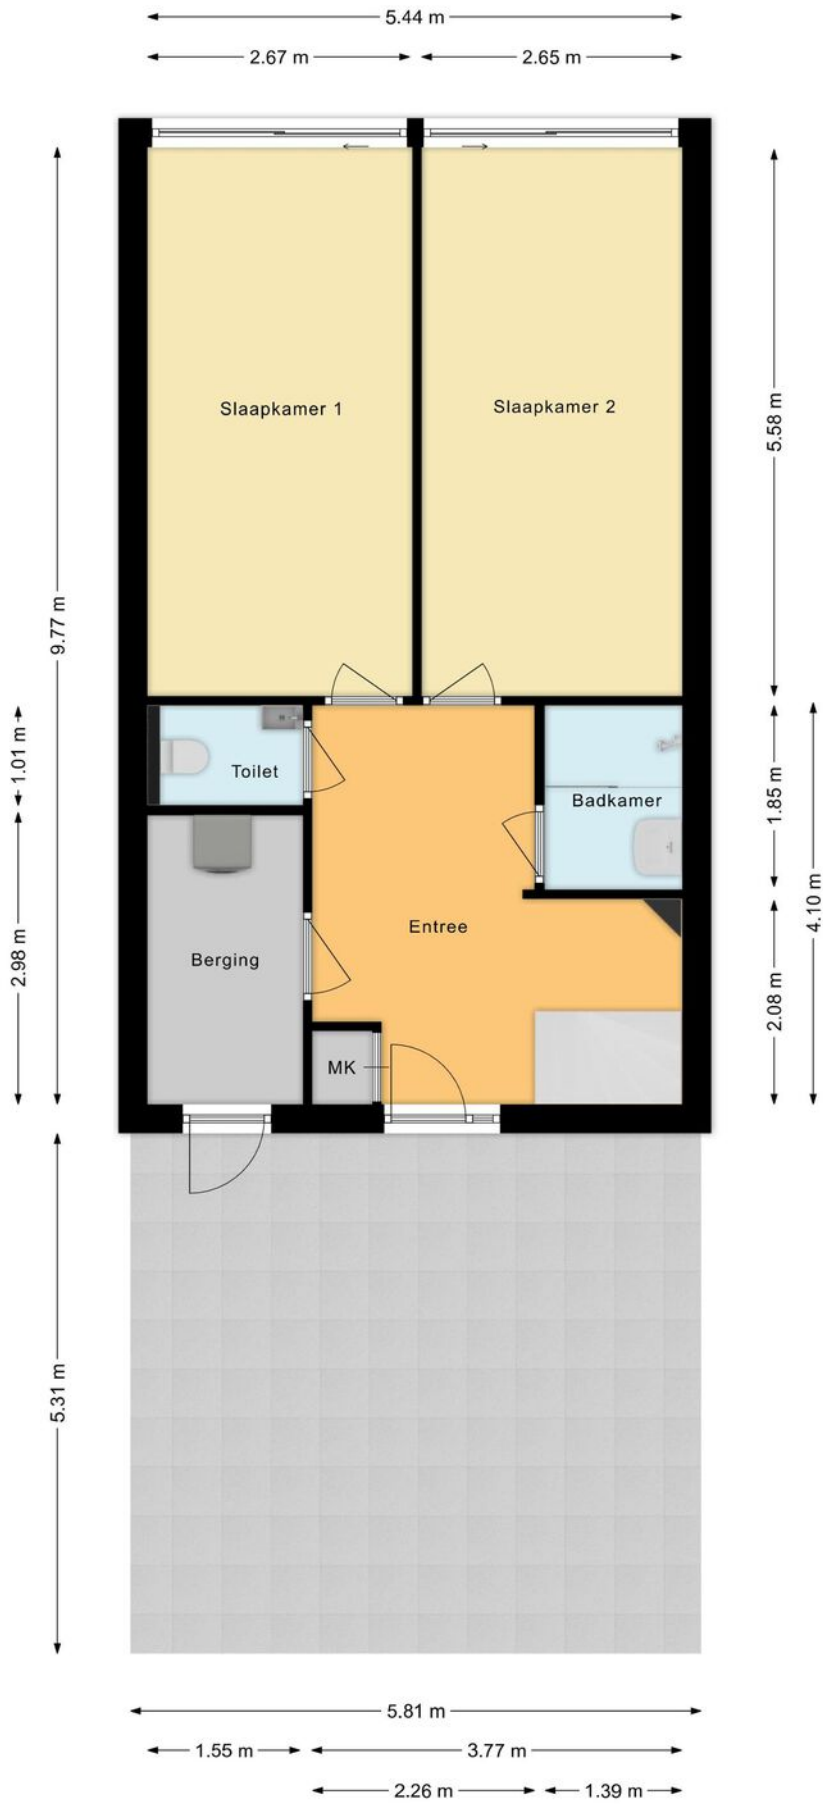 5.44 m
2.67 m
2.65 m
Slaapkamer 1
Slaapkamer 2
5.58 m
9.77 m
1.01 m
Toilet
Badkamer
1.85 m
4.10 m
Entree
2.98 m
Berging
2.08 m
MK
5.31 m
5.81 m
1.55 m
3.77 m
2.26 m
1.39 m